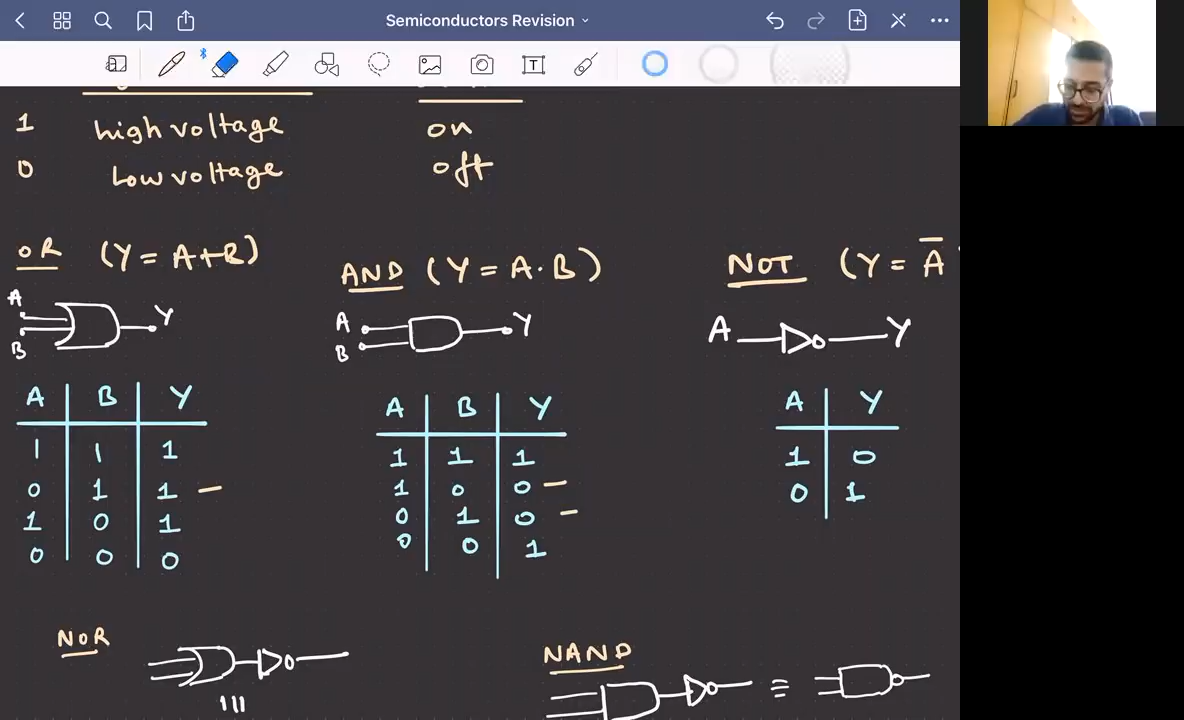 Semiconductors Revision
1 high voltage on
0 Low voltage off
OR (Y = A+B)
A
B
Y
A B Y
1 1 1
0 1 1 –
1 0 1
0 0 0
AND (Y = A·B)
A
B
Y
A B Y
1 1 1
1 0 0 –
0 1 0 –
0 0 1
NOT (Y = A̅
A Y
A Y
1 0
0 1
NOR
NAND
≡